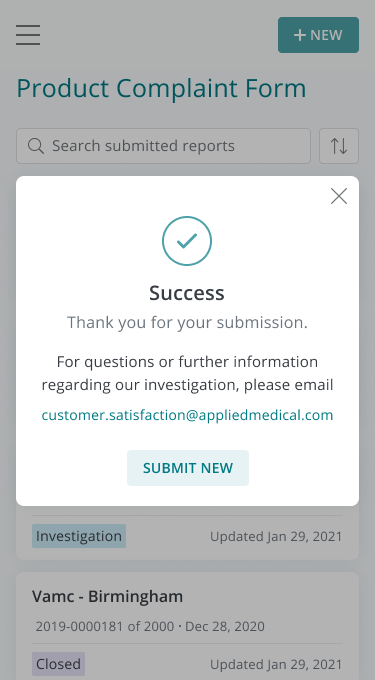 + NEW
Product Complaint Form
Search submitted reports
Success
Thank you for your submission.
For questions or further information
regarding our investigation, please email
customer.satisfaction@appliedmedical.com
SUBMIT NEW
Investigation
Updated Jan 29, 2021
Vamc - Birmingham
2019-0000181 of 2000 · Dec 28, 2020
Closed
Updated Jan 29, 2021